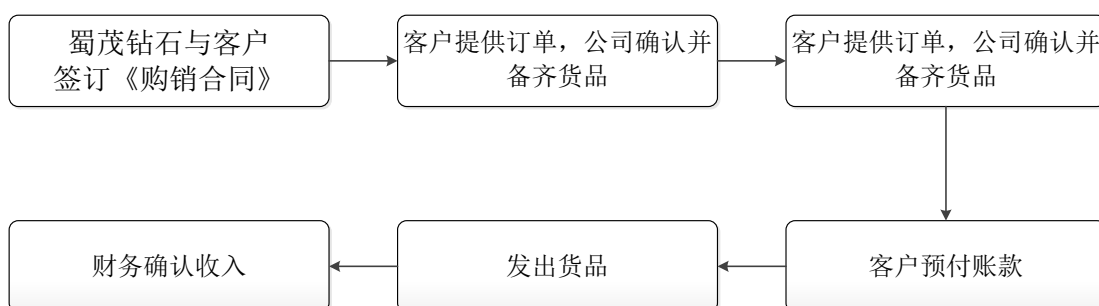 蜀茂钻石与客户
签订《购销合同》
客户提供订单，公司确认并
备齐货品
客户提供订单，公司确认并
备齐货品
客户预付账款
发出货品
财务确认收入